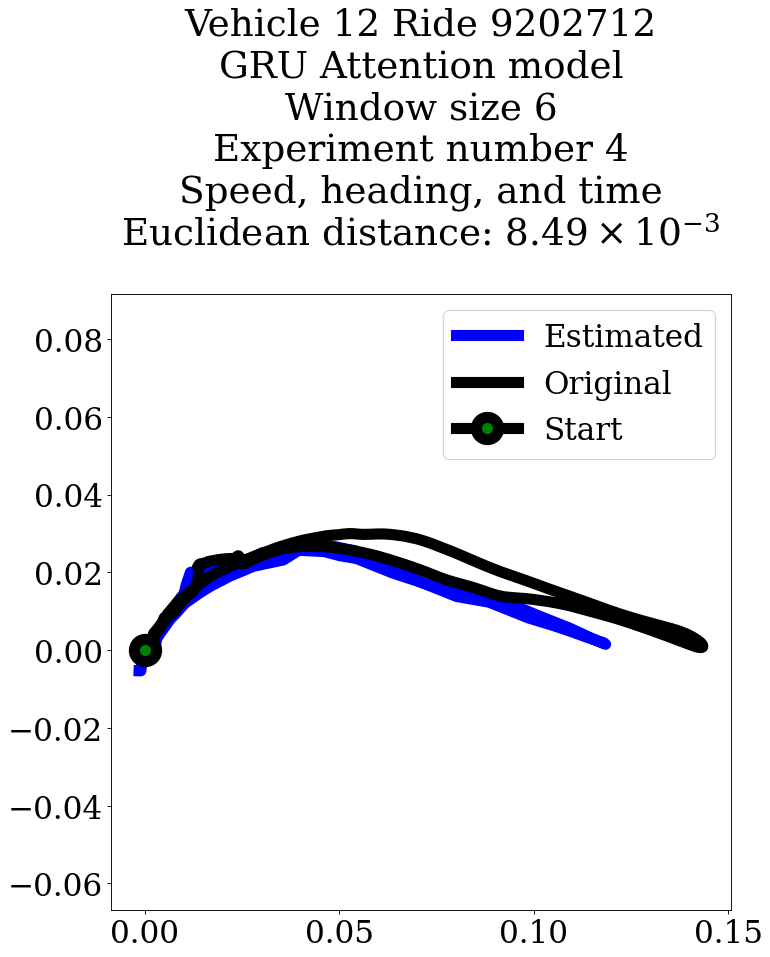 Vehicle 12 Ride 9202712
GRU Attention model
Window size 6
Experiment number 4
Speed, heading, and time
Euclidean distance: 8.49 × 10⁻³
Estimated
Original
Start
0.08
0.06
0.04
0.02
0.00
−0.02
−0.04
−0.06
0.00 0.05 0.10 0.15